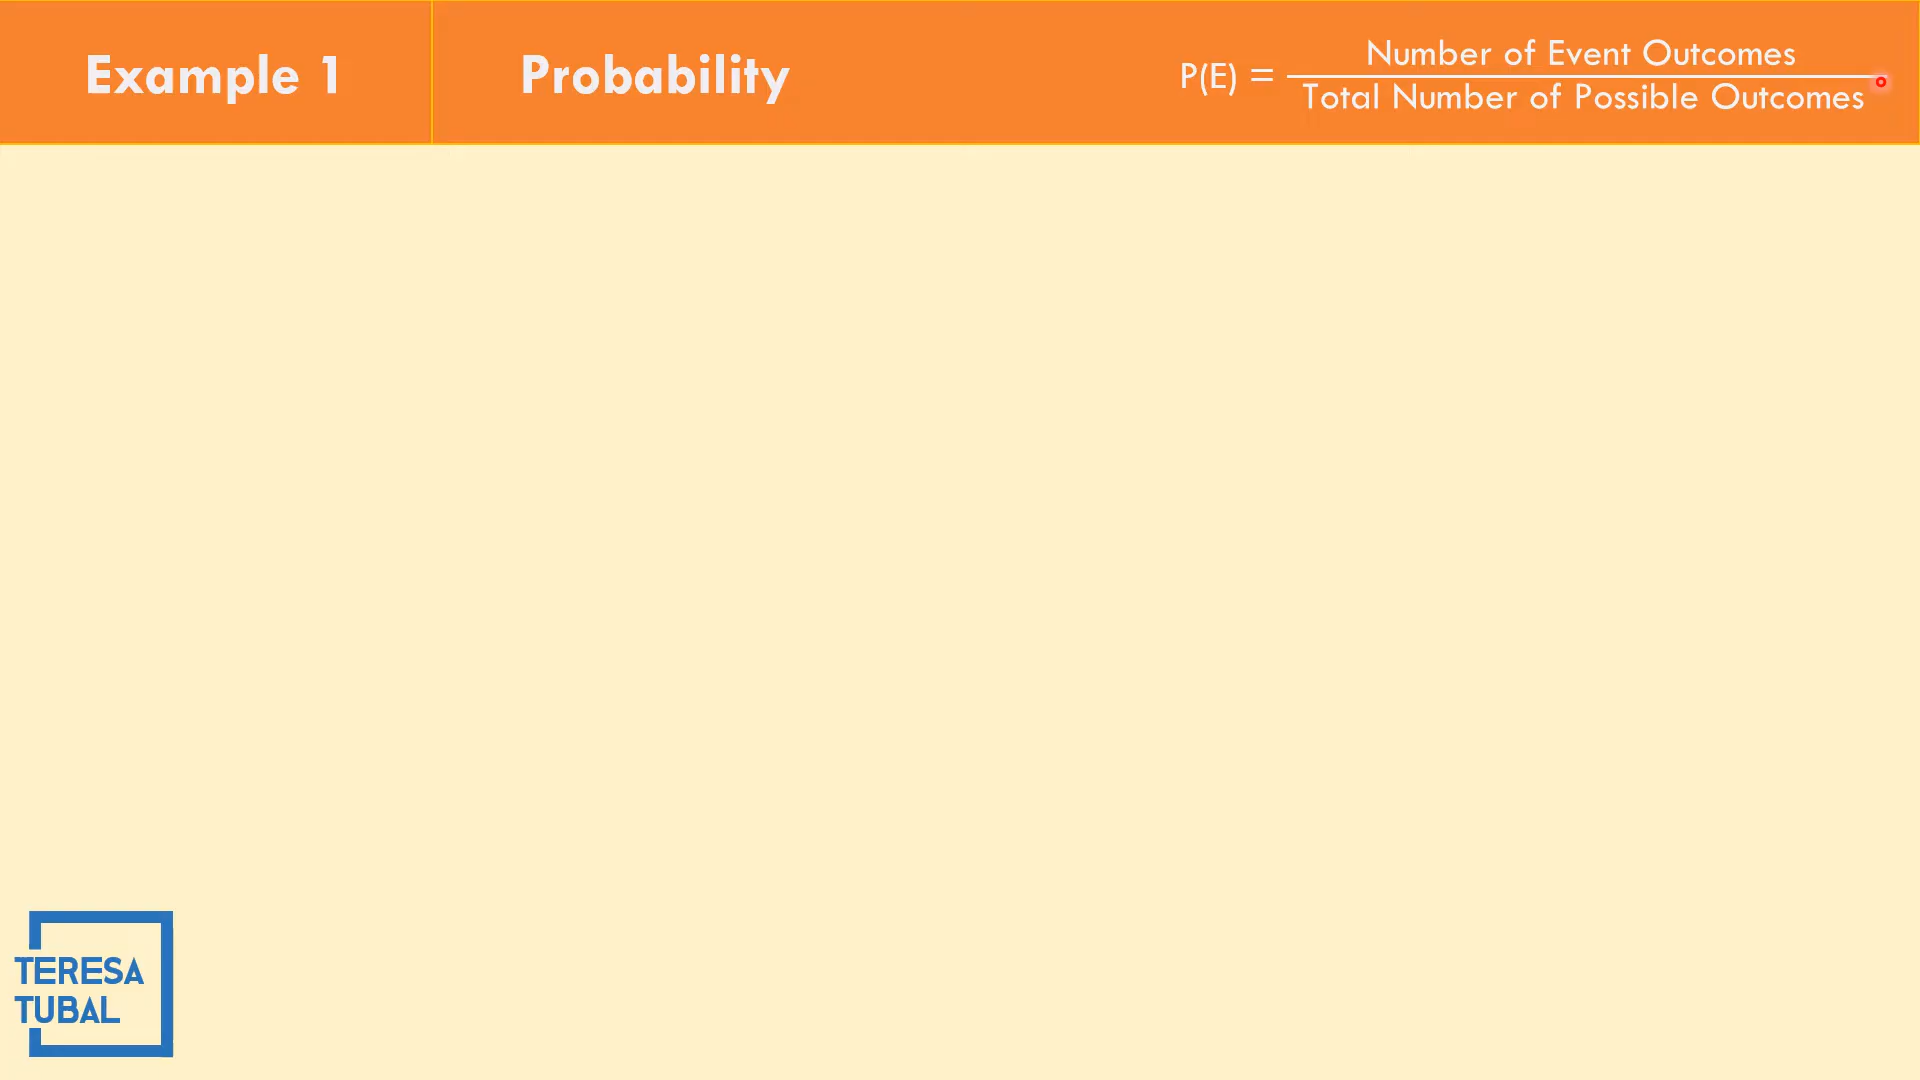 Example 1
Probability
P(E) = Number of Event Outcomes
Total Number of Possible Outcomes
TERESA
TUBAL